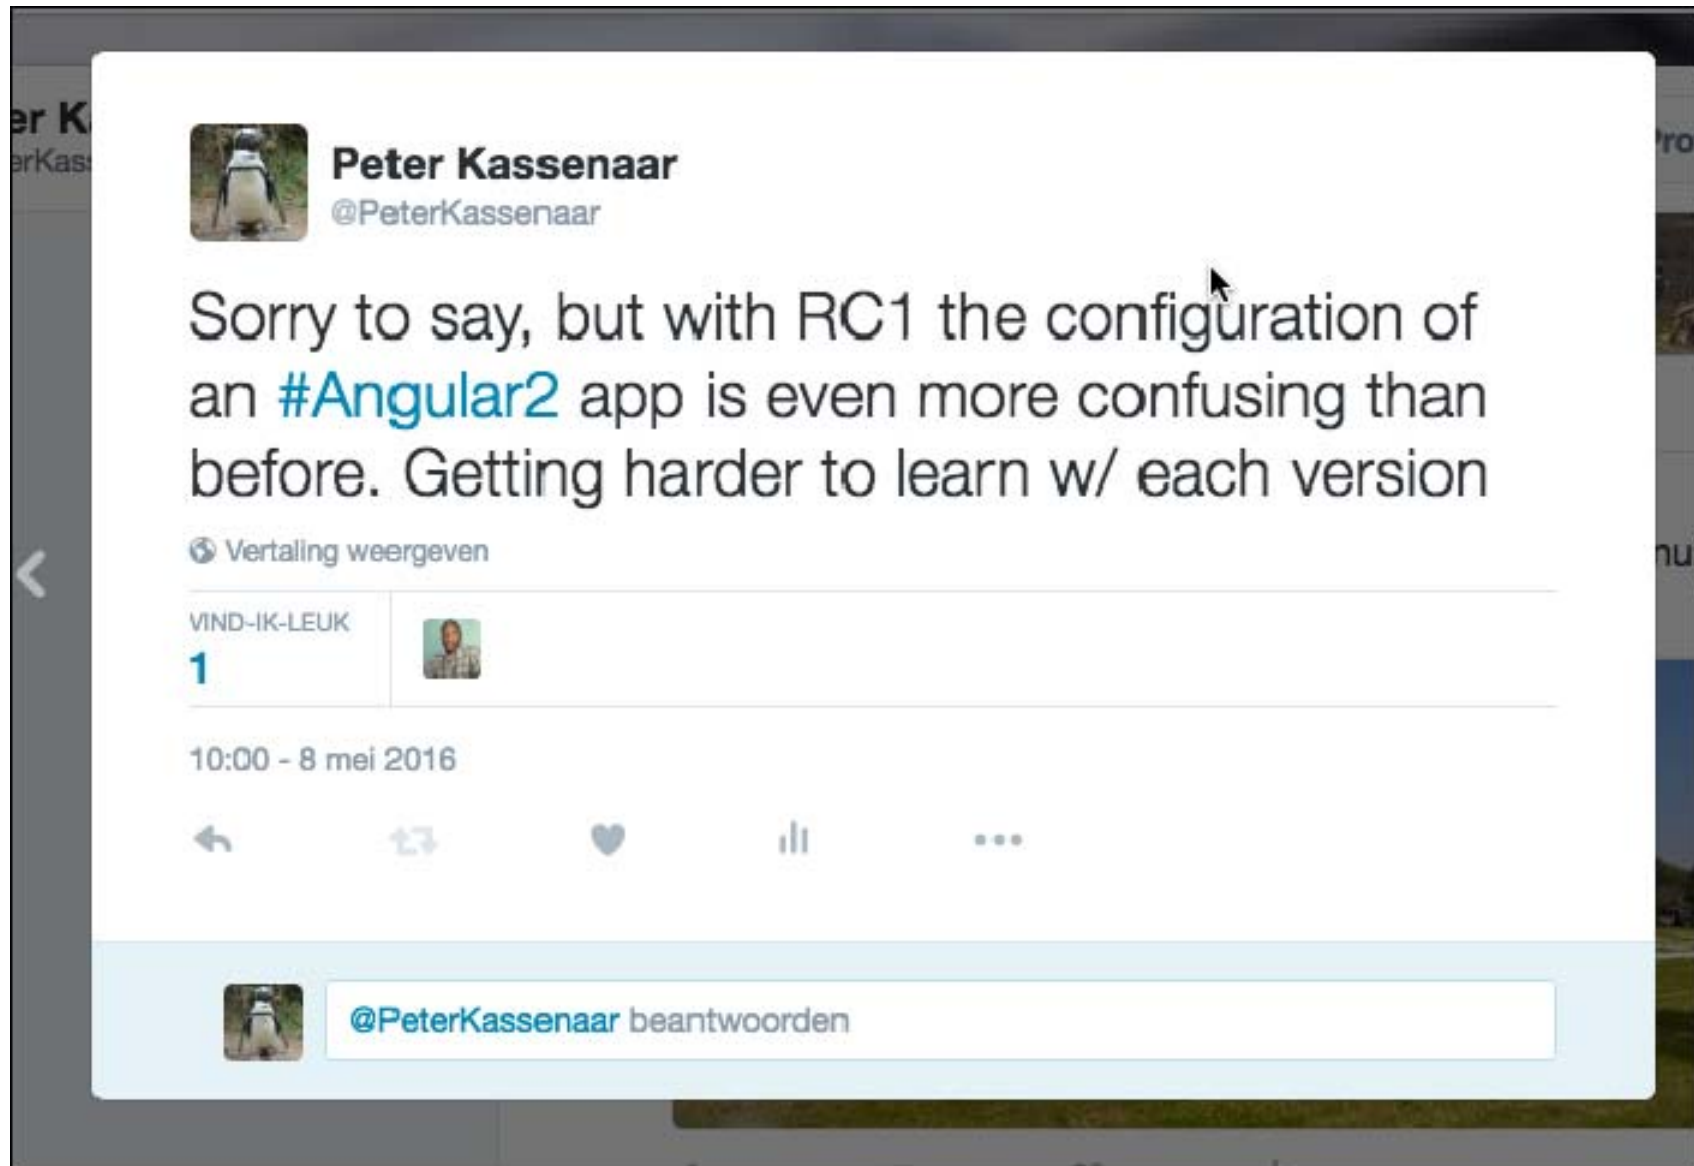 Peter Kassenaar
@PeterKassenaar
Sorry to say, but with RC1 the configuration of
an #Angular2 app is even more confusing than
before. Getting harder to learn w/ each version
Vertaling weergeven
VIND-IK-LEUK
1
10:00 - 8 mei 2016
@PeterKassenaar beantwoorden